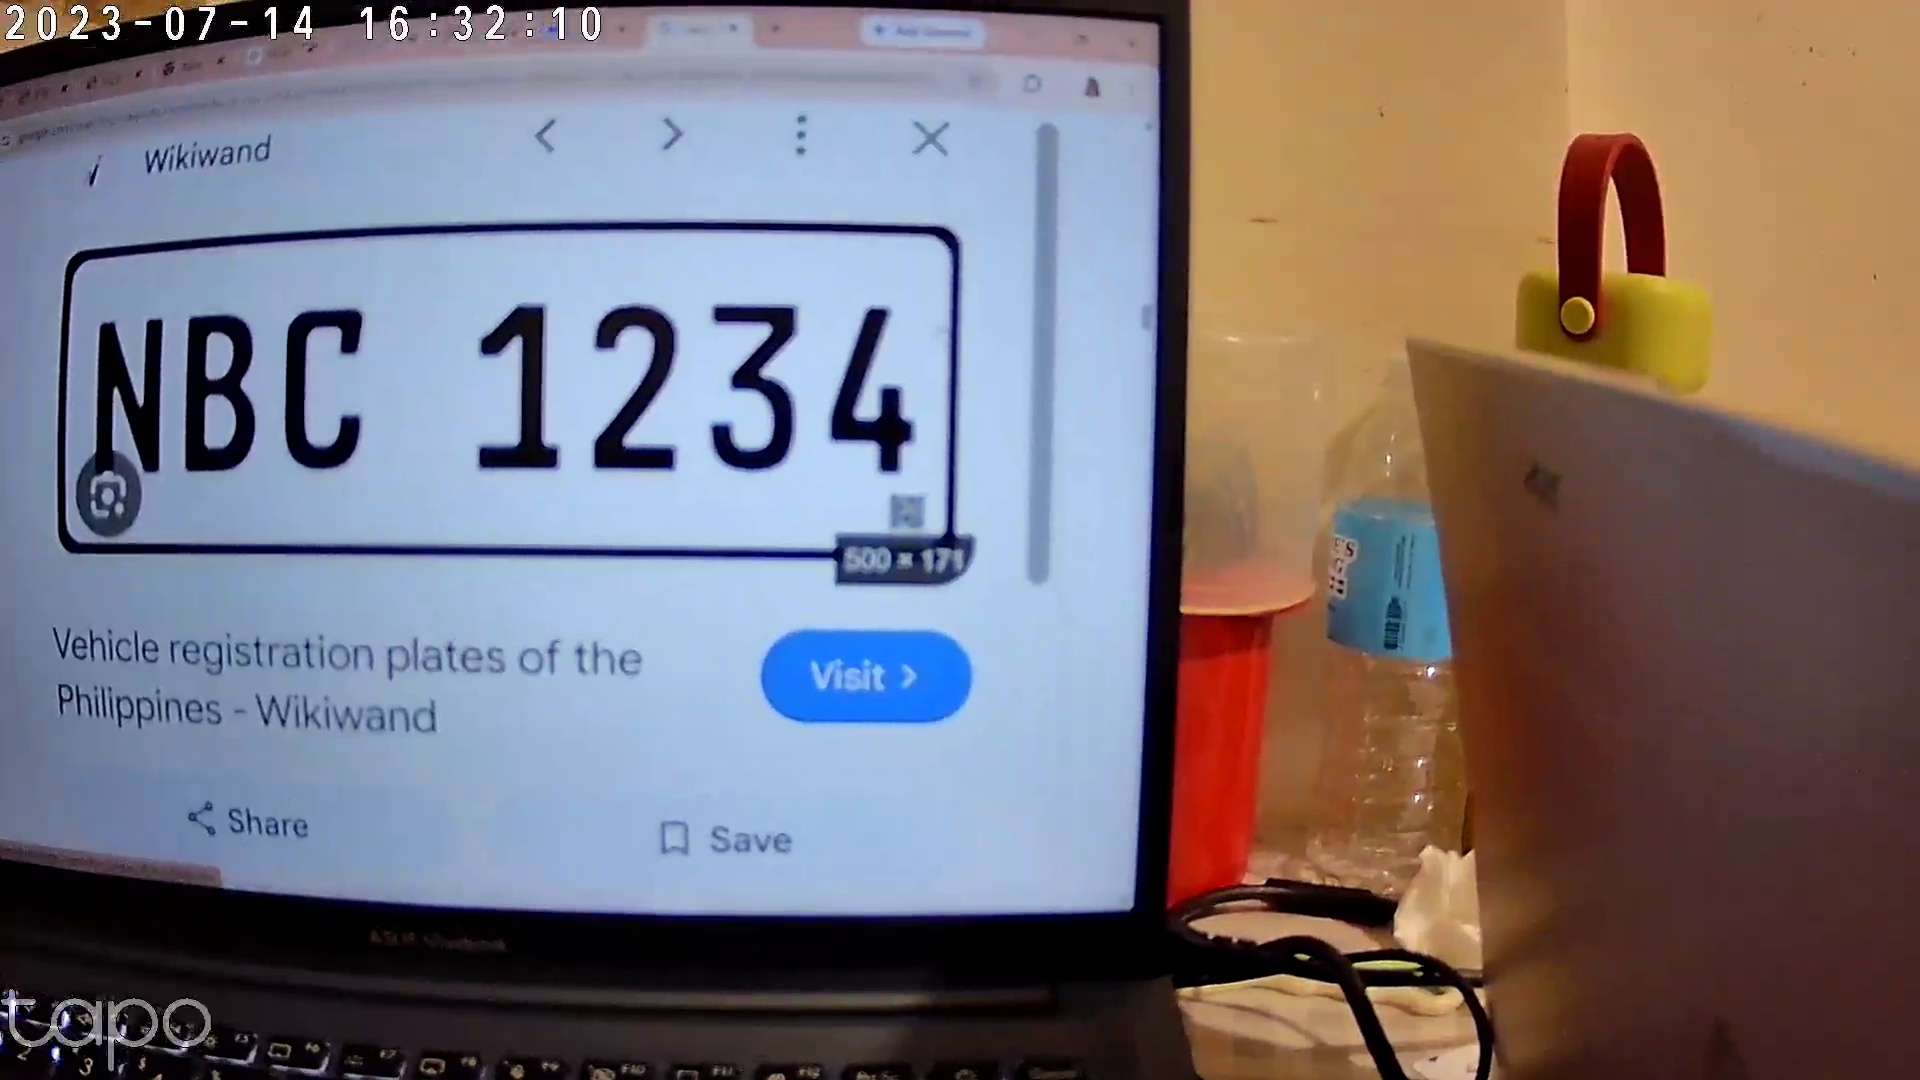 2023-07-14 16:32:10
Wikiwand
NBC 1234
500 × 171
Vehicle registration plates of the
Philippines - Wikiwand
Visit >
Share
Save
tapo